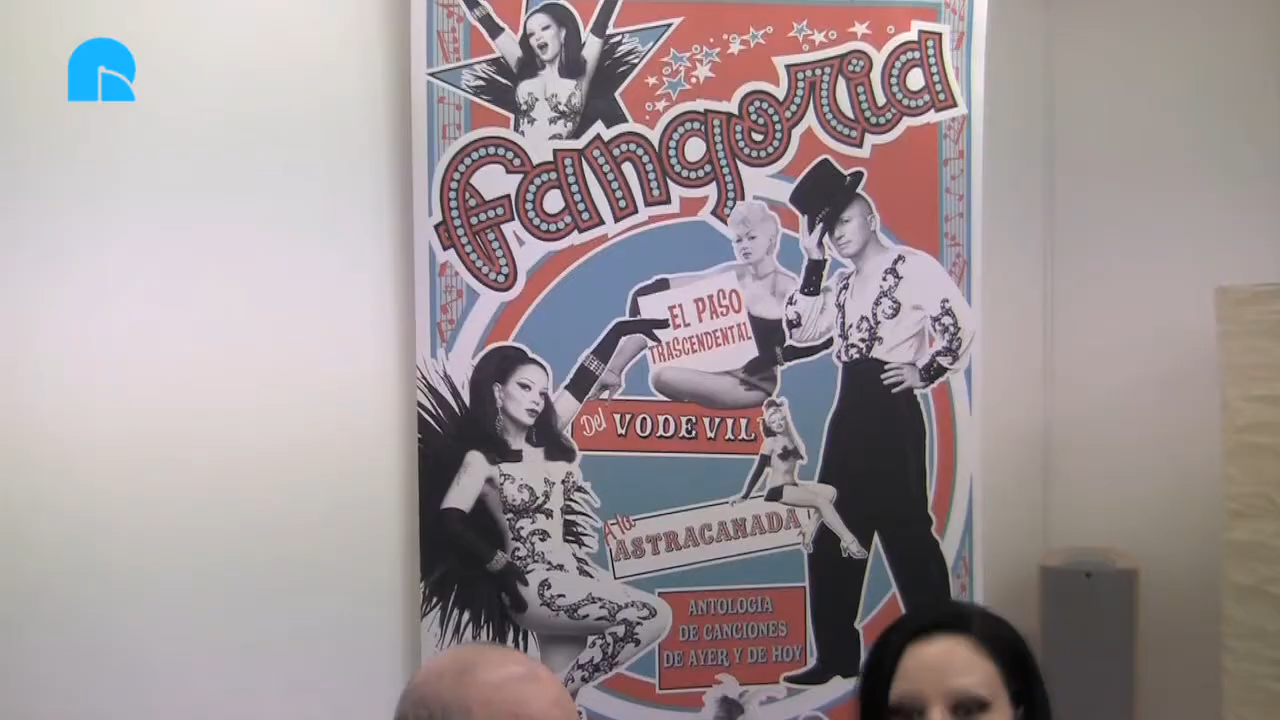 fangoria
EL PASO
TRASCENDENTAL
Del VODEVIL
A la
ASTRACANADA
ANTOLOGIA
DE CANCIONES
DE AYER Y DE HOY